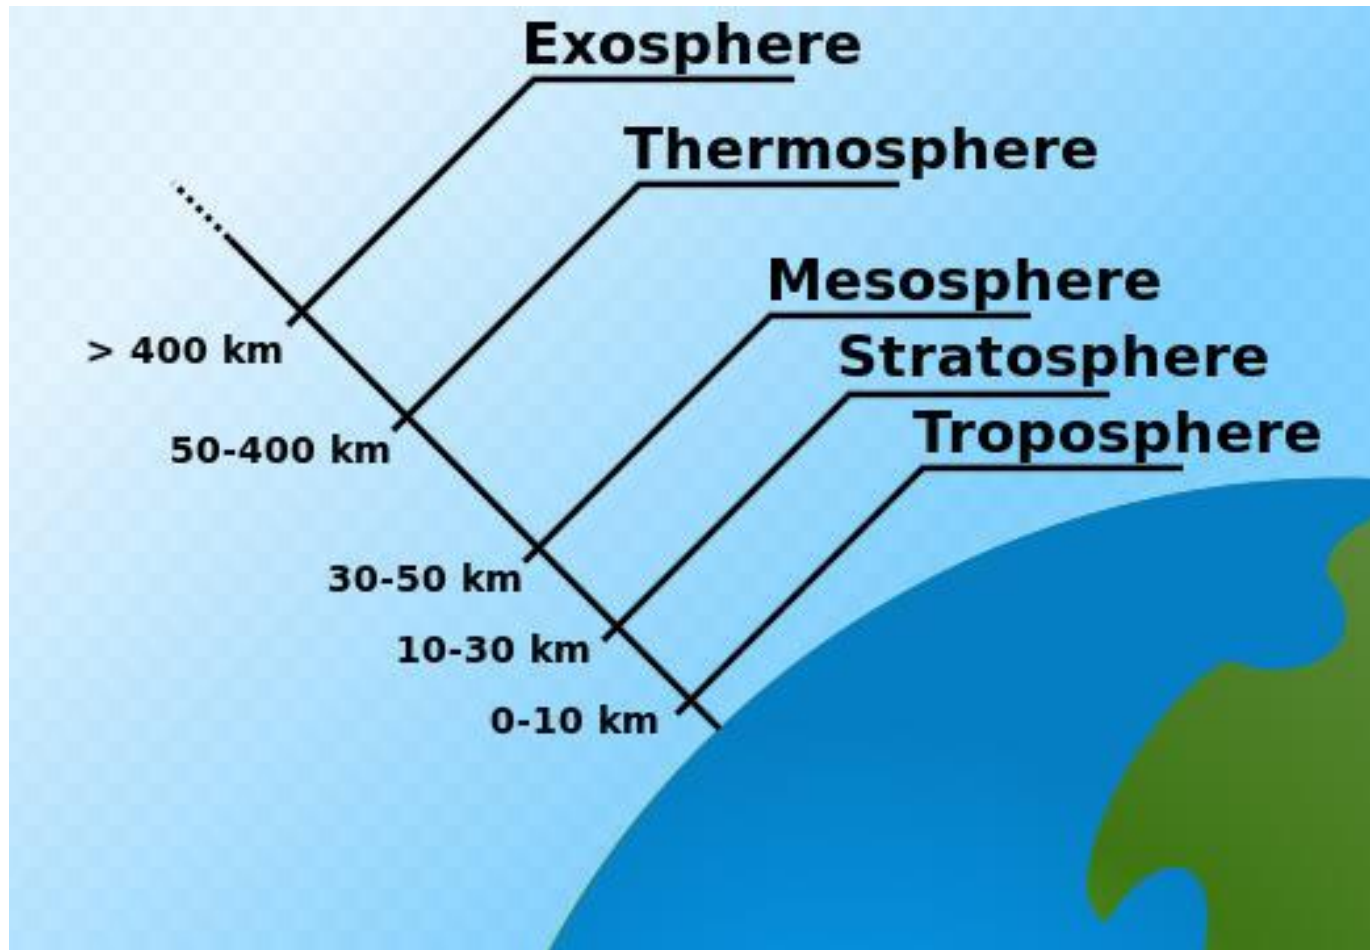 Exosphere
Thermosphere
Mesosphere
Stratosphere
Troposphere
> 400 km
50-400 km
30-50 km
10-30 km
0-10 km